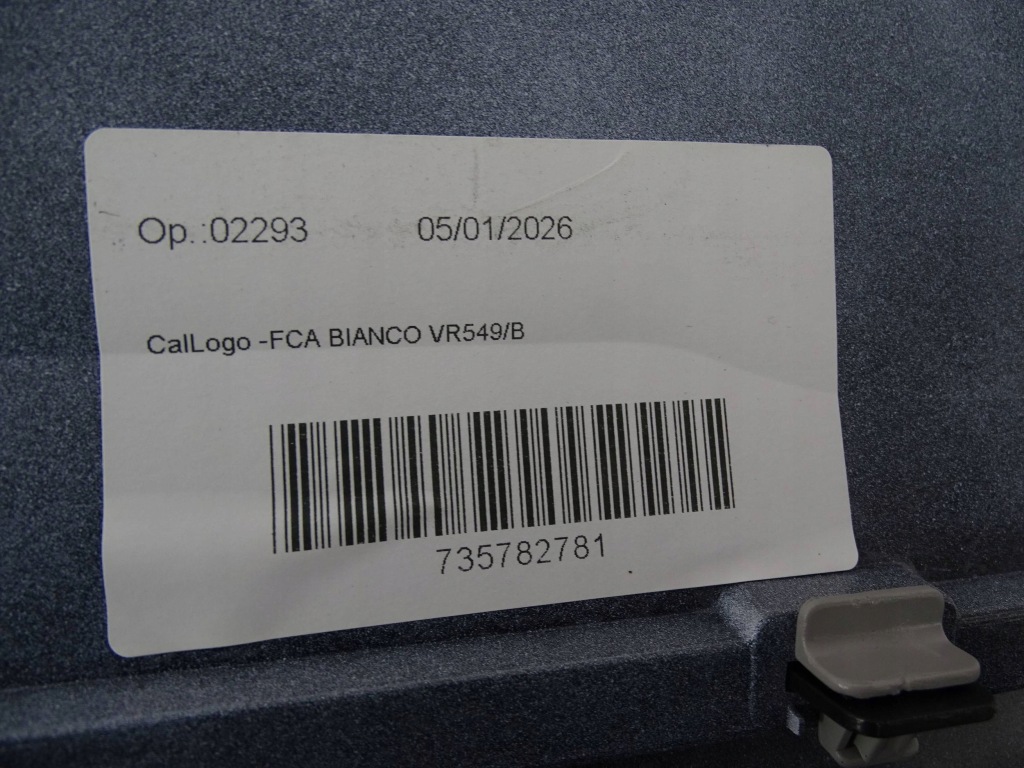 Op.:02293 05/01/2026
CalLogo -FCA BIANCO VR549/B
735782781